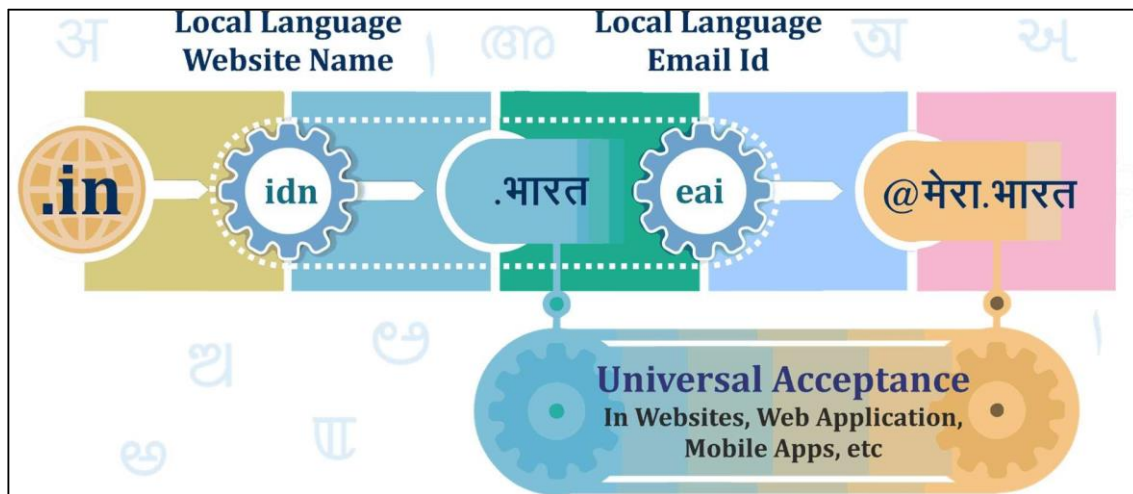 Local Language
Website Name
Local Language
Email Id
.in
idn
.भारत
eai
@मेरा.भारत
Universal Acceptance
In Websites, Web Application,
Mobile Apps, etc
अ
।
അ
অ
અ
ଅ
ಅ
అ
ਅ
।